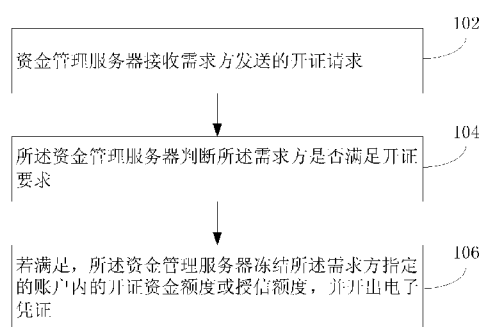 102
资金管理服务器接收需求方发送的开证请求
104
所述资金管理服务器判断所述需求方是否满足开证
要求
106
若满足，所述资金管理服务器冻结所述需求方指定
的账户内的开证资金额度或授信额度，并开出电子
凭证